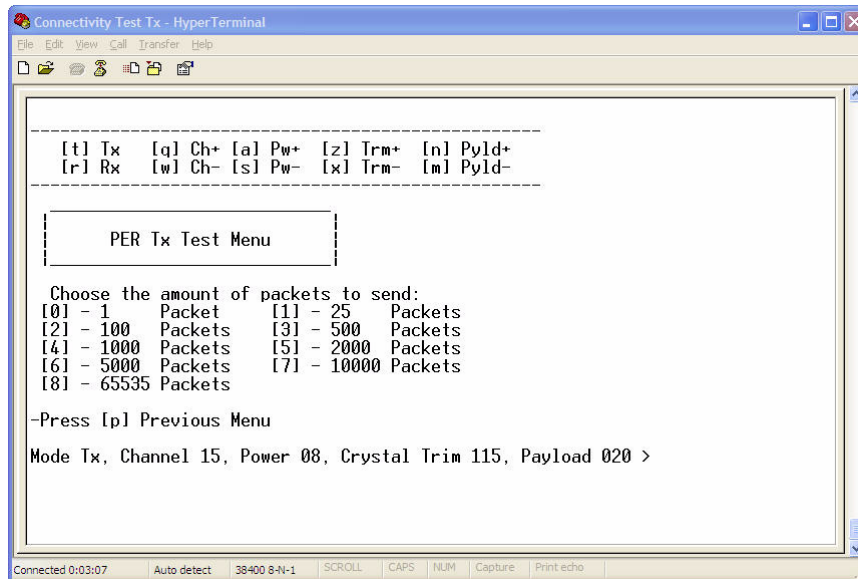 Connectivity Test Tx - HyperTerminal
File Edit View Call Transfer Help
[t] Tx [q] Ch+ [a] Pw+ [z] Trm+ [n] Pyld+
[r] Rx [w] Ch- [s] Pw- [x] Trm- [m] Pyld-
PER Tx Test Menu
Choose the amount of packets to send:
[0] - 1 Packet [1] - 25 Packets
[2] - 100 Packets [3] - 500 Packets
[4] - 1000 Packets [5] - 2000 Packets
[6] - 5000 Packets [7] - 10000 Packets
[8] - 65535 Packets
-Press [p] Previous Menu
Mode Tx, Channel 15, Power 08, Crystal Trim 115, Payload 020 >
Connected 0:03:07 Auto detect 38400 8-N-1 SCROLL CAPS NUM Capture Print echo